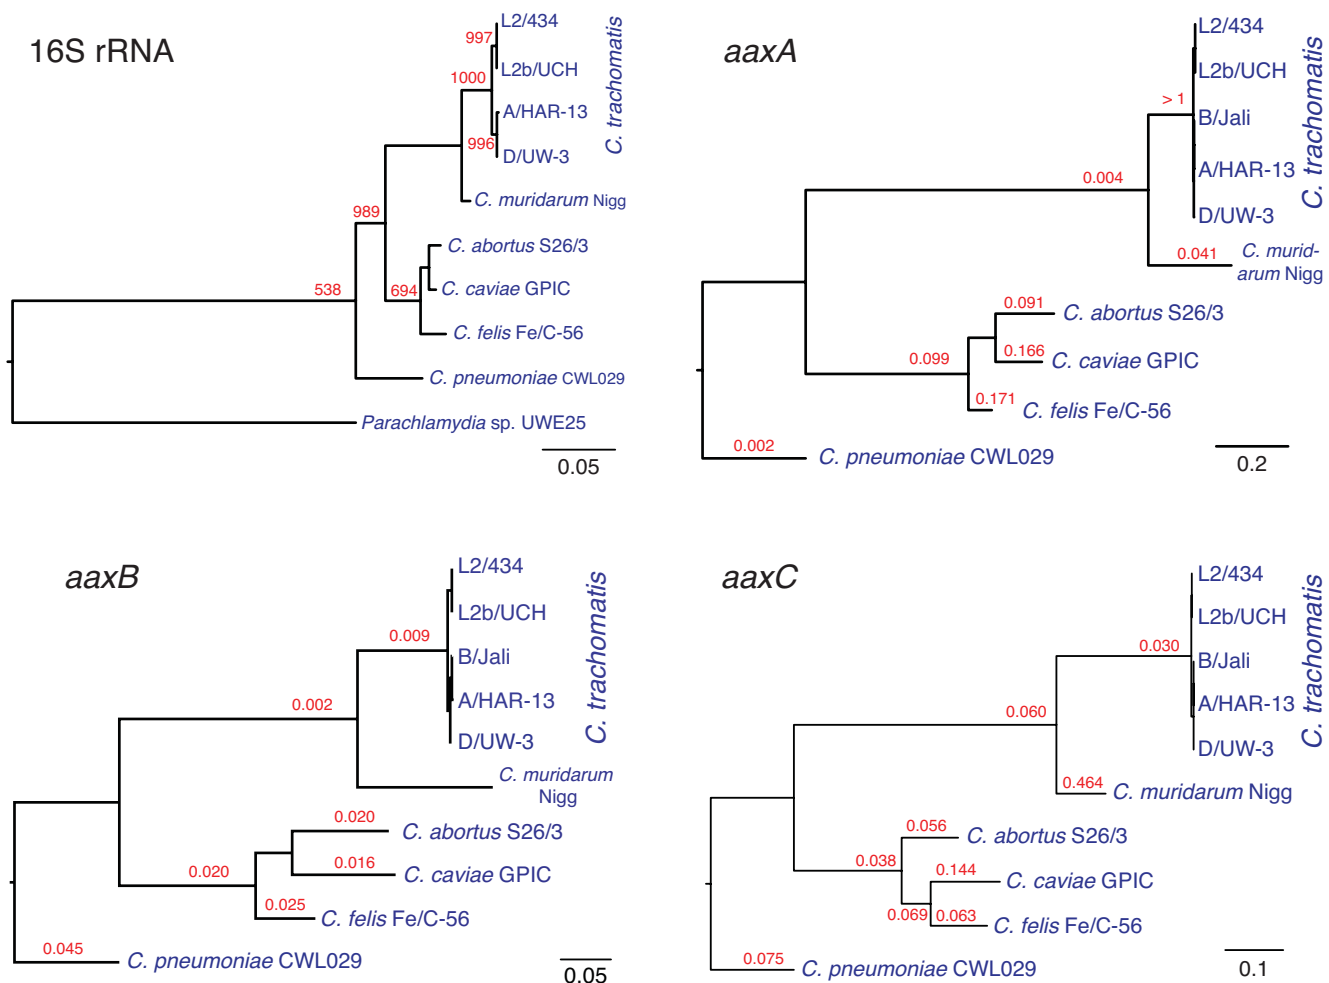 16S rRNA
L2/434
997
L2b/UCH
1000
A/HAR-13
996
D/UW-3
C. trachomatis
C. muridarum Nigg
989
C. abortus S26/3
694
C. caviae GPIC
538
C. felis Fe/C-56
C. pneumoniae CWL029
Parachlamydia sp. UWE25
0.05
aaxA
L2/434
L2b/UCH
> 1
B/Jali
A/HAR-13
D/UW-3
C. trachomatis
0.004
0.041
C. murid-
arum Nigg
0.091
C. abortus S26/3
0.099
0.166
C. caviae GPIC
0.171
C. felis Fe/C-56
0.002
C. pneumoniae CWL029
0.2
aaxB
L2/434
L2b/UCH
0.009
B/Jali
A/HAR-13
D/UW-3
C. trachomatis
0.002
C. muridarum
Nigg
0.020
C. abortus S26/3
0.020
0.016
C. caviae GPIC
0.025
C. felis Fe/C-56
0.045
C. pneumoniae CWL029
0.05
aaxC
L2/434
L2b/UCH
0.030
B/Jali
A/HAR-13
D/UW-3
C. trachomatis
0.060
0.464
C. muridarum Nigg
0.056
C. abortus S26/3
0.038
0.144
C. caviae GPIC
0.069
0.063
C. felis Fe/C-56
0.075
C. pneumoniae CWL029
0.1